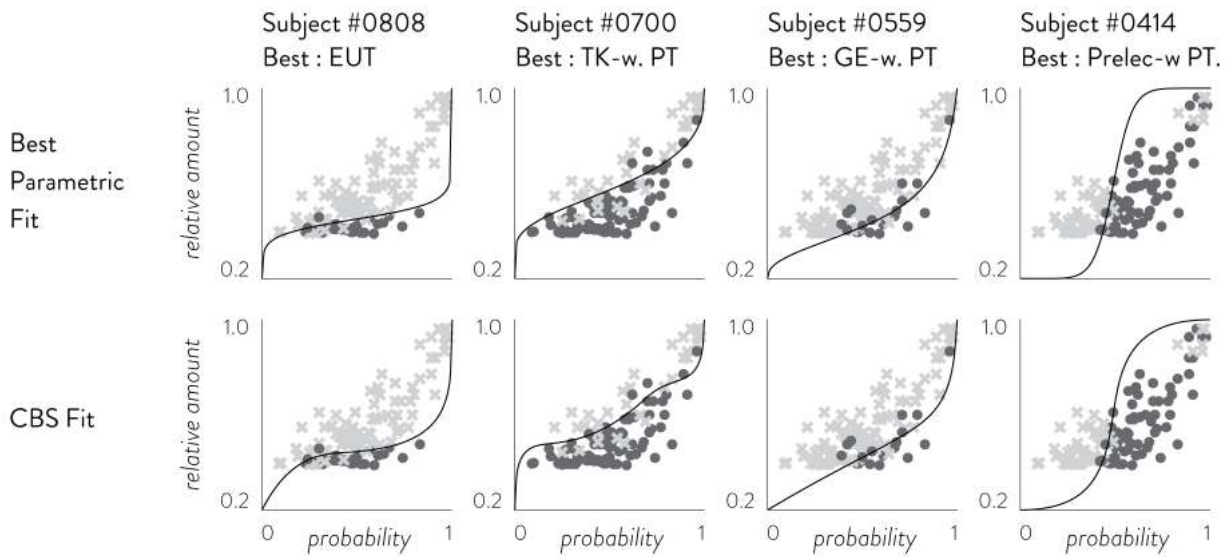 Subject #0808
Best : EUT
Subject #0700
Best : TK-w. PT
Subject #0559
Best : GE-w. PT
Subject #0414
Best : Prelec-w PT.
Best
Parametric
Fit
relative amount
1.0
0.2
1.0
0.2
1.0
0.2
1.0
0.2
CBS Fit
relative amount
1.0
0.2
1.0
0.2
1.0
0.2
1.0
0.2
0 probability 1
0 probability 1
0 probability 1
0 probability 1